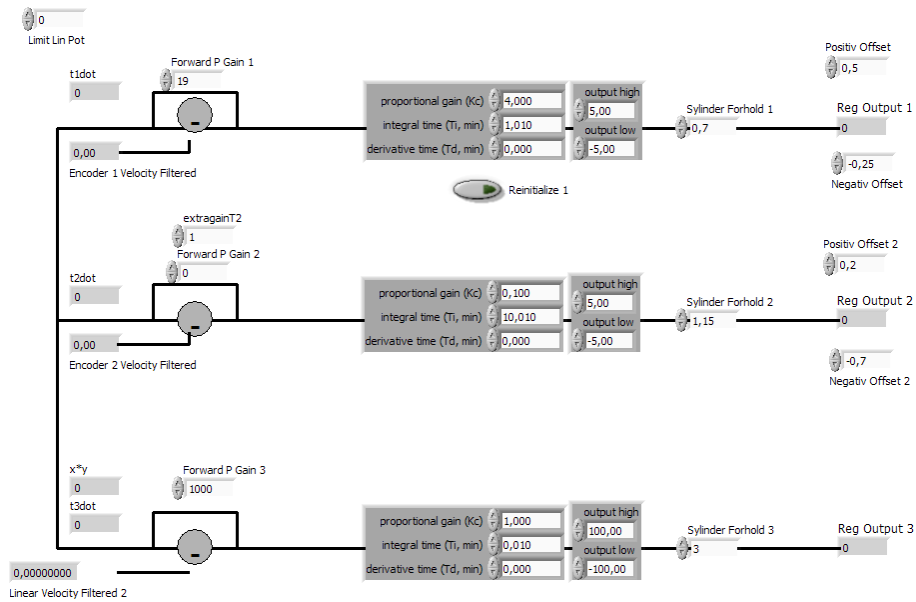 0
Limit Lin Pot
Positiv Offset
0,5
t1dot
0
Forward P Gain 1
19
-
0,00
Encoder 1 Velocity Filtered
proportional gain (Kc) 4,000
integral time (Ti, min) 1,010
derivative time (Td, min) 0,000
output high
5,00
output low
-5,00
Sylinder Forhold 1
0,7
Reg Output 1
0
-0,25
Negativ Offset
Reinitialize 1
extragainT2
1
Forward P Gain 2
0
t2dot
0
-
0,00
Encoder 2 Velocity Filtered
proportional gain (Kc) 0,100
integral time (Ti, min) 10,010
derivative time (Td, min) 0,000
output high
5,00
output low
-5,00
Sylinder Forhold 2
1,15
Positiv Offset 2
0,2
Reg Output 2
0
-0,7
Negativ Offset 2
x*y
0
t3dot
0
Forward P Gain 3
1000
-
0,00000000
Linear Velocity Filtered 2
proportional gain (Kc) 1,000
integral time (Ti, min) 0,010
derivative time (Td, min) 0,000
output high
100,00
output low
-100,00
Sylinder Forhold 3
3
Reg Output 3
0